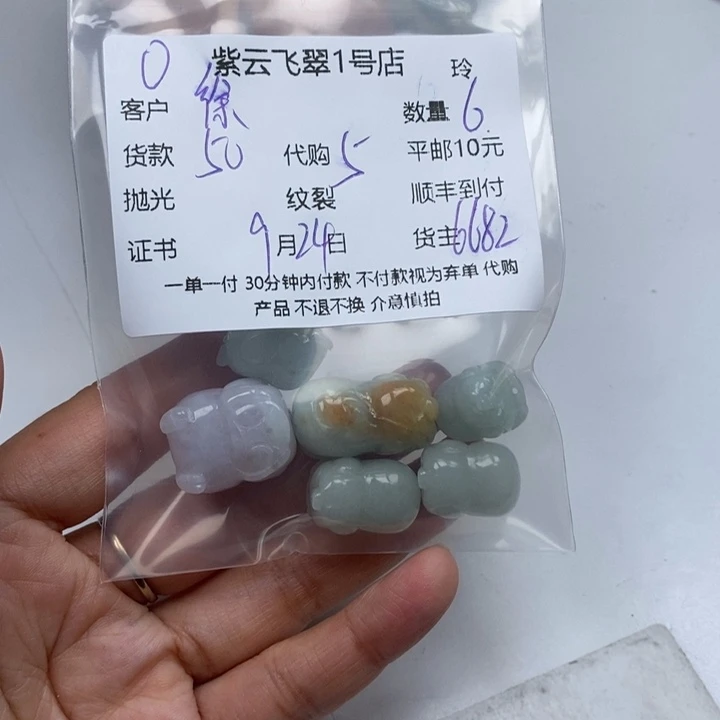 0 紫云飞翠1号店 玲
客户 徐 数量 6
货款 50 代购 5 平邮10元
抛光 纹裂 顺丰到付
证书 9月24日 货主 6682
一单一付 30分钟内付款 不付款视为弃单 代购
产品 不退不换 介意慎拍